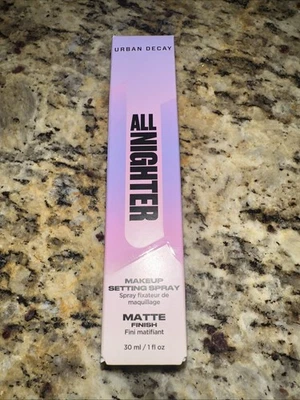 URBAN DECAY
ALL
NIGHTER
MAKEUP
SETTING SPRAY
Spray fixateur de
maquillage
MATTE
FINISH
Fini matifiant
30 ml / 1 fl oz